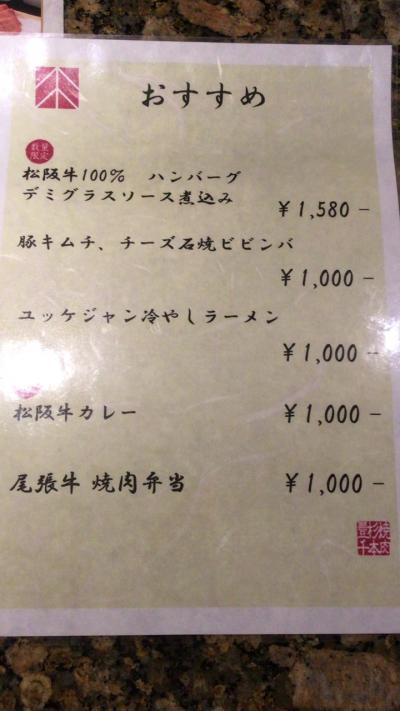 おすすめ
数量
限定
松阪牛100% ハンバーグ
デミグラスソース煮込み
¥1,580-
豚キムチ、チーズ石焼ビビンバ
¥1,000-
ユッケジャン冷やしラーメン
¥1,000-
松阪牛カレー
¥1,000-
尾張牛 焼肉弁当
¥1,000-
焼肉